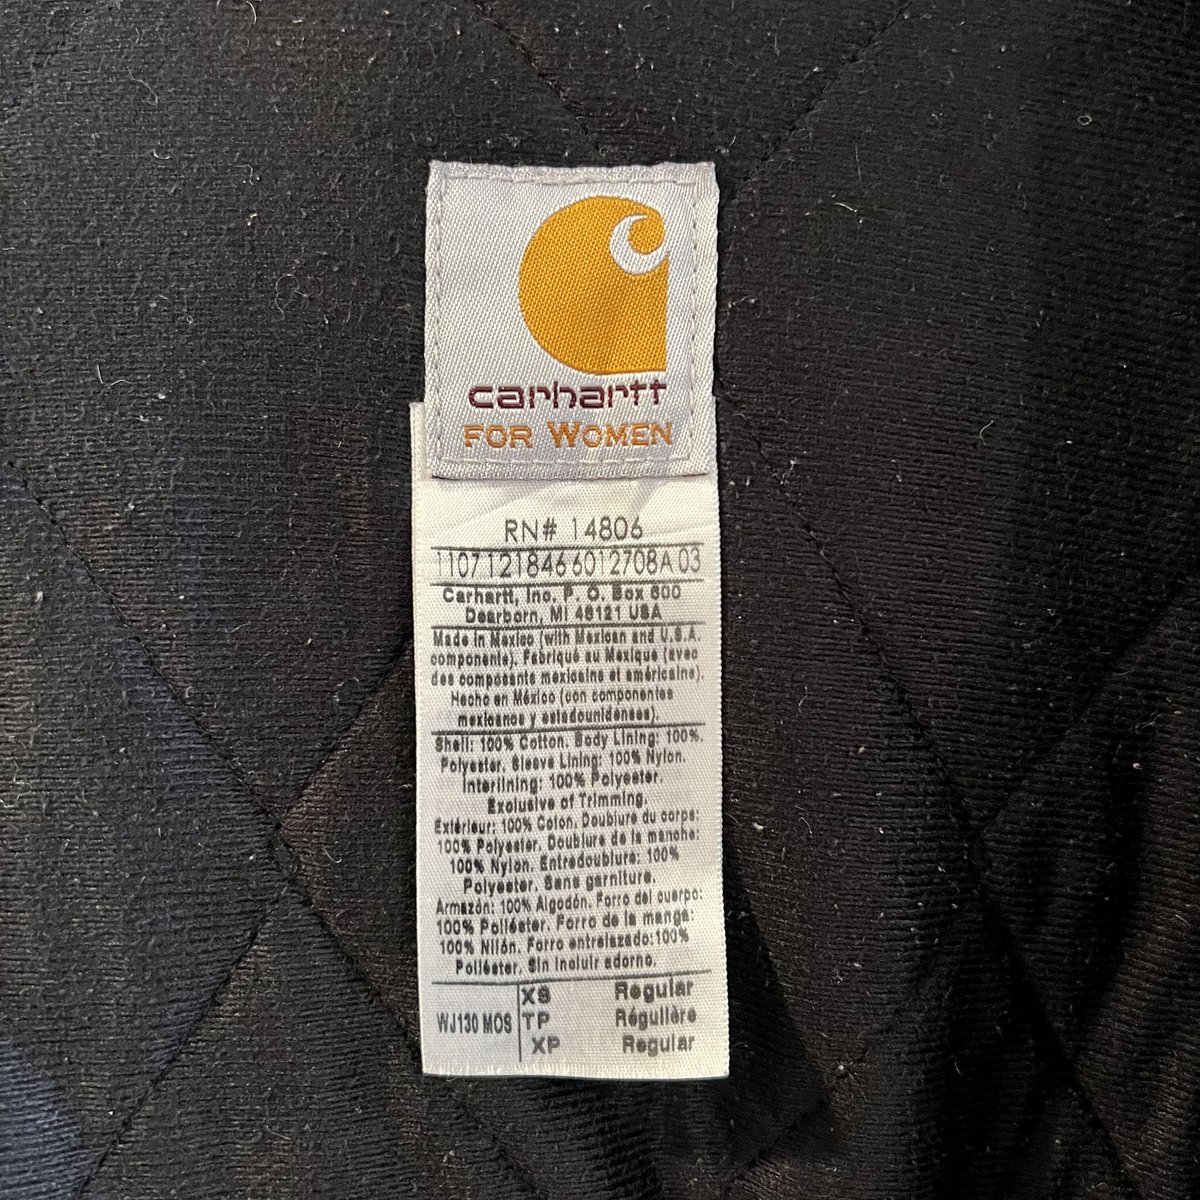 carhartt
FOR WOMEN
RN# 14806
11071218466012708A 03
Carhartt, Inc. P. O. Box 600
Dearborn, MI 48121 USA
Made in Mexico (with Mexican and U.S.A.
components). Fabriqué au Mexique (avec
des composants mexicains et américains).
Hecho en México (con componentes
mexicanos y estadounidenses).
Shell: 100% Cotton. Body Lining: 100%.
Polyester. Sleeve Lining: 100% Nylon.
Interlining: 100% Polyester.
Exclusive of Trimming.
Extérieur: 100% Coton. Doublure du corps:
100% Polyester. Doublure de la manche:
100% Nylon. Entredoublure: 100%
Polyester. Sans garniture.
Armazón: 100% Algodón. Forro del cuerpo:
100% Poliéster. Forro de la manga:
100% Nilón. Forro entrelazado:100%
Poliéster. Sin incluir adorno.
XS Regular
WJ130 MOS TP Régulière
XP Regular